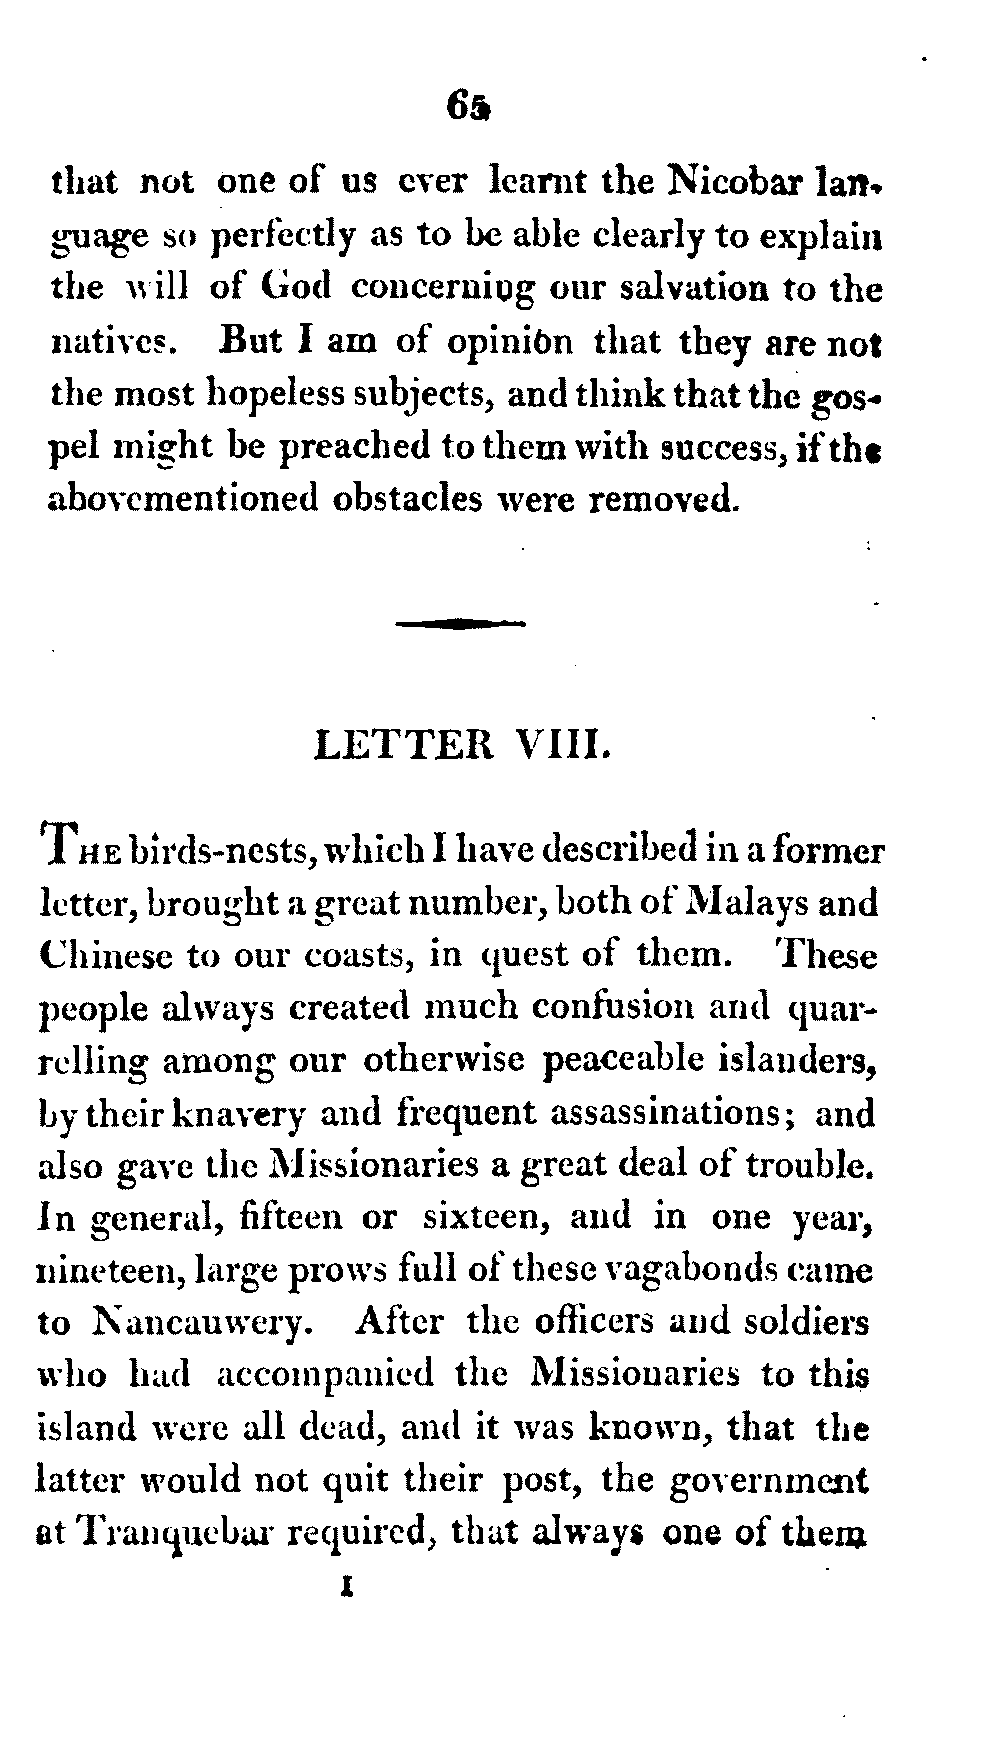 65
that not one of us ever learnt the Nicobar lan-
guage so perfectly as to be able clearly to explain
the will of God concerning our salvation to the
natives. But I am of opinion that they are not
the most hopeless subjects, and think that the gos-
pel might be preached to them with success, if the
abovementioned obstacles were removed.
LETTER VIII.
THE birds-nests, which I have described in a former
letter, brought a great number, both of Malays and
Chinese to our coasts, in quest of them. These
people always created much confusion and quar-
relling among our otherwise peaceable islanders,
by their knavery and frequent assassinations; and
also gave the Missionaries a great deal of trouble.
In general, fifteen or sixteen, and in one year,
nineteen, large prows full of these vagabonds came
to Nancauwery. After the officers and soldiers
who had accompanied the Missionaries to this
island were all dead, and it was known, that the
latter would not quit their post, the government
at Tranquebar required, that always one of them
I